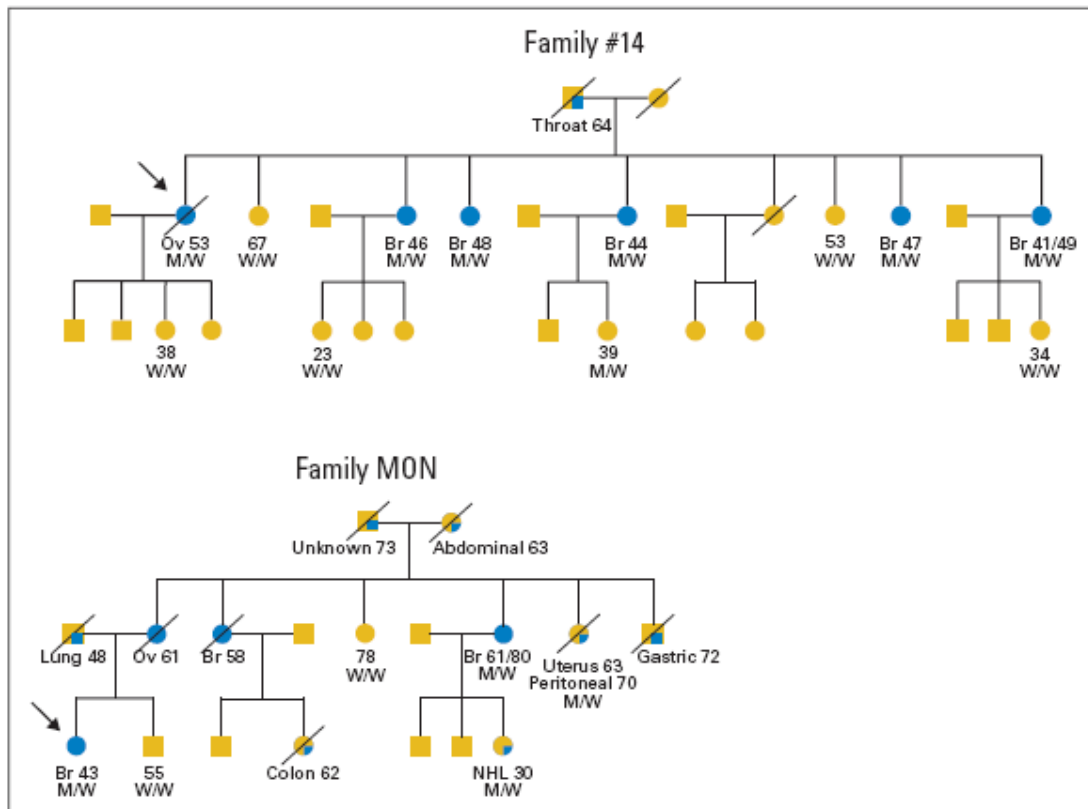 Family #14
Throat 64
Ov 53 67 Br 46 Br 48 Br 44 53 Br 47 Br 41/49
M/W W/W M/W M/W M/W W/W M/W M/W
38 23 39 34
W/W W/W M/W W/W
Family MON
Unknown 73 Abdominal 63
Lung 48 Ov 61 Br 58 78 Br 61/80 Uterus 63 Gastric 72
W/W M/W Peritoneal 70
M/W
Br 43 55 Colon 62 NHL 30
M/W W/W M/W